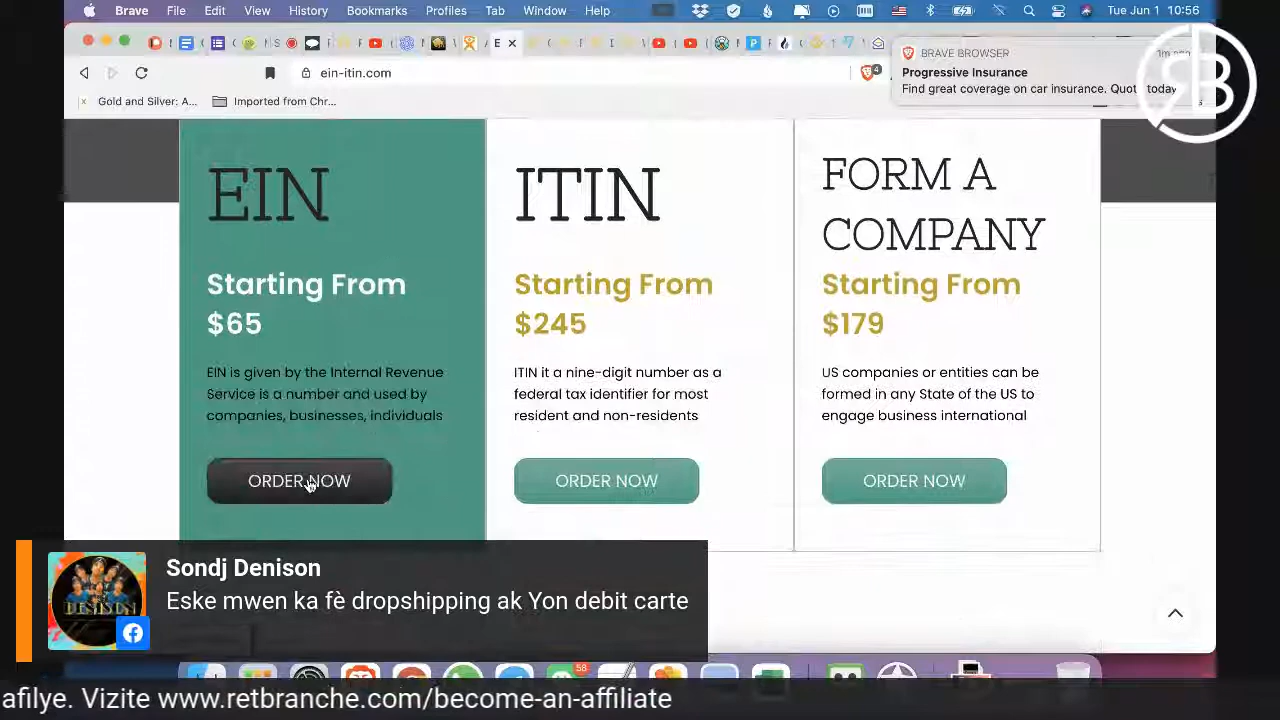 Brave File Edit View History Bookmarks Profiles Tab Window Help Tue Jun 1 10:56
ein-itin.com
BRAVE BROWSER
Progressive Insurance
Find great coverage on car insurance. Quote today
Gold and Silver: A... Imported from Chr...
EIN
Starting From
$65
EIN is given by the Internal Revenue
Service is a number and used by
companies, businesses, individuals
ORDER NOW
ITIN
Starting From
$245
ITIN it a nine-digit number as a
federal tax identifier for most
resident and non-residents
ORDER NOW
FORM A
COMPANY
Starting From
$179
US companies or entities can be
formed in any State of the US to
engage business international
ORDER NOW
Sondj Denison
Eske mwen ka fè dropshipping ak Yon debit carte
58
afilye. Vizite www.retbranche.com/become-an-affiliate